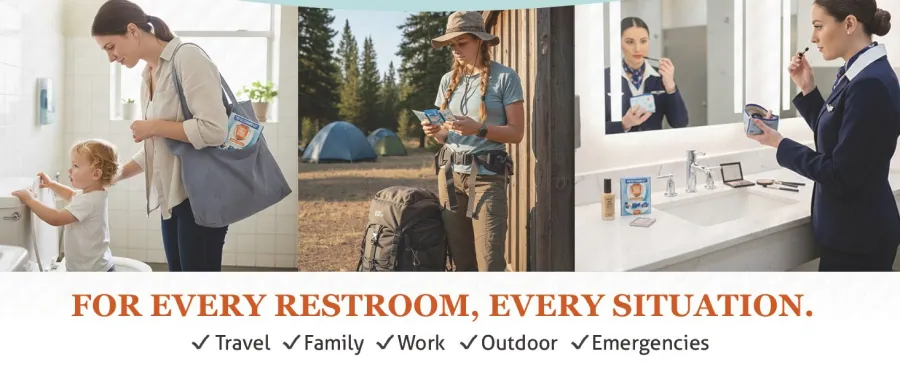 FOR EVERY RESTROOM, EVERY SITUATION.
✓ Travel ✓ Family ✓ Work ✓ Outdoor ✓ Emergencies